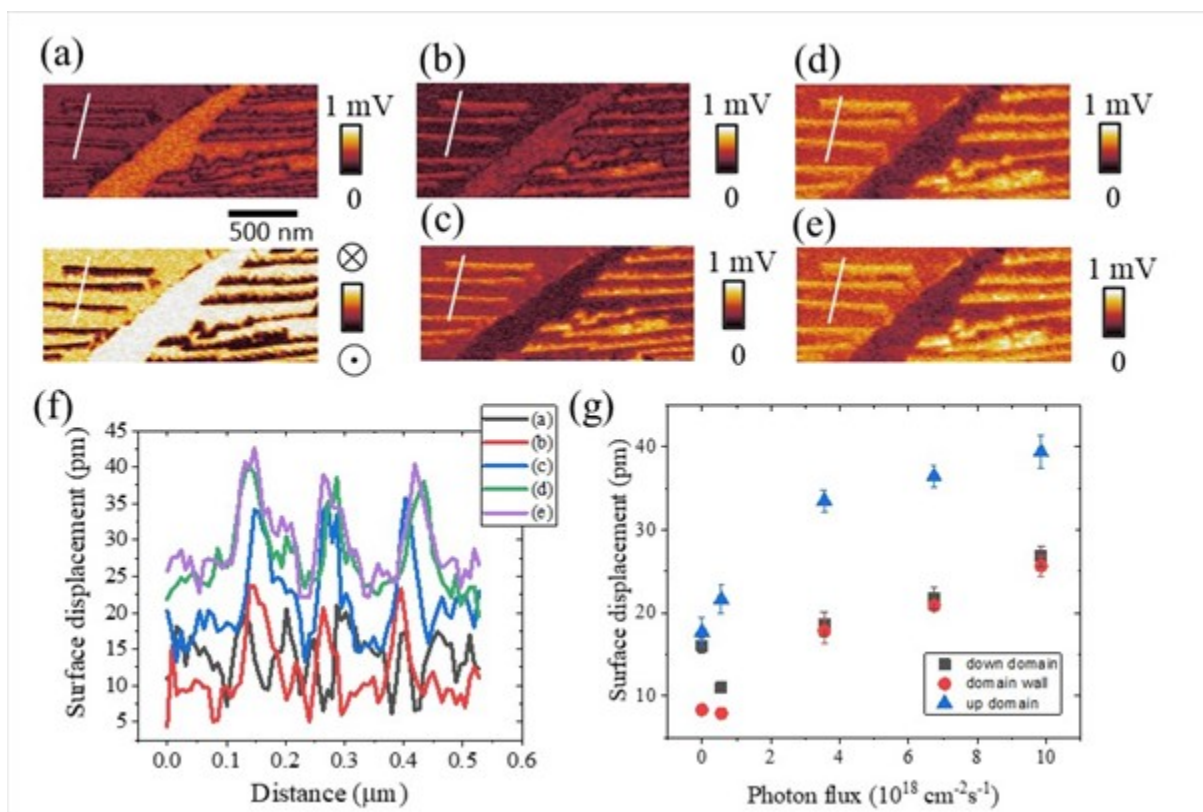 (a)
1 mV
0
500 nm
(b)
1 mV
0
(c)
1 mV
0
(d)
1 mV
0
(e)
1 mV
0
(f)
Surface displacement (pm)
45
40
35
30
25
20
15
10
5
0.0 0.1 0.2 0.3 0.4 0.5 0.6
Distance (μm)
(a)
(b)
(c)
(d)
(e)
(g)
Surface displacement (pm)
40
30
20
10
0 2 4 6 8 10
Photon flux (10¹⁸ cm⁻²s⁻¹)
down domain
domain wall
up domain